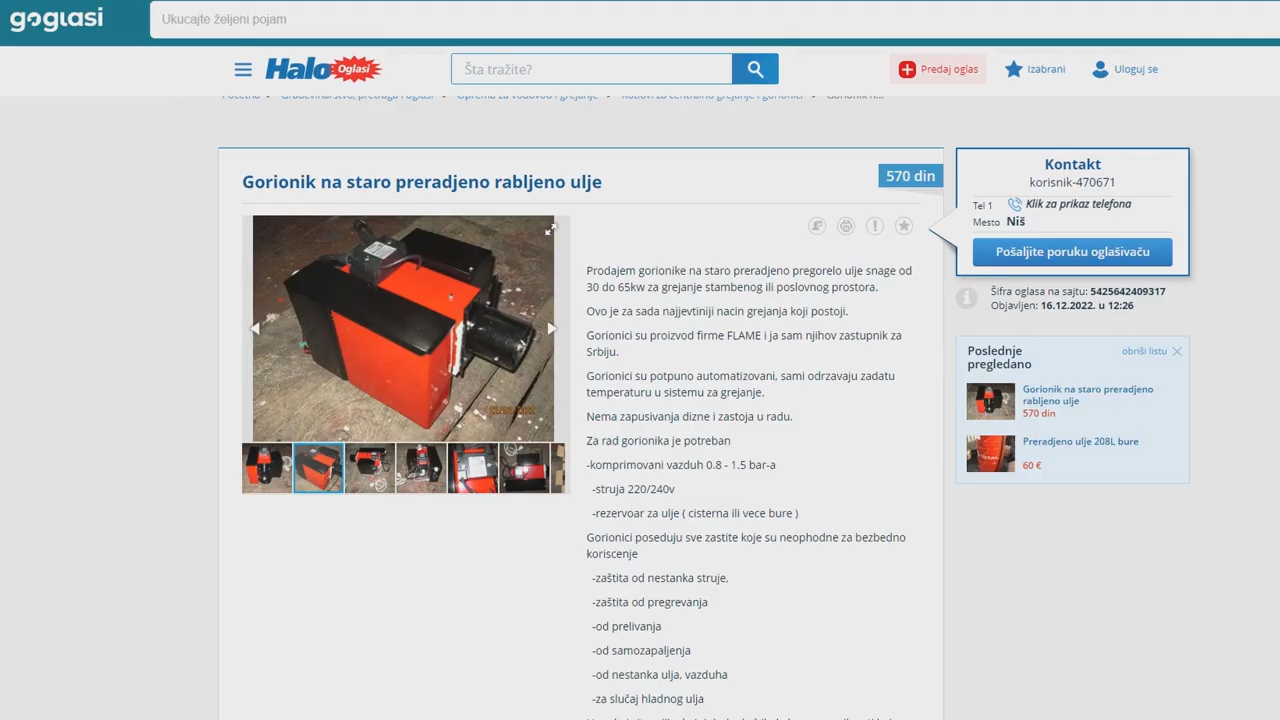 goglasi
Ukucajte željeni pojam
Halo Oglasi
Šta tražite?
Predaj oglas
Izabrani
Uloguj se
Gorionik na staro preradjeno rabljeno ulje
570 din
Prodajem gorionike na staro preradjeno pregorelo ulje snage od
30 do 65kw za grejanje stambenog ili poslovnog prostora.
Ovo je za sada najjevtiniji nacin grejanja koji postoji.
Gorionici su proizvod firme FLAME i ja sam njihov zastupnik za
Srbiju.
Gorionici su potpuno automatizovani, sami odrzavaju zadatu
temperaturu u sistemu za grejanje.
Nema zapusivanja dizne i zastoja u radu.
Za rad gorionika je potreban
-komprimovani vazduh 0.8 - 1.5 bar-a
-struja 220/240v
-rezervoar za ulje ( cisterna ili vece bure )
Gorionici poseduju sve zastite koje su neophodne za bezbedno
koriscenje
-zaštita od nestanka struje,
-zaštita od pregrevanja
-od prelivanja
-od samozapaljenja
-od nestanka ulja, vazduha
-za slučaj hladnog ulja
Kontakt
korisnik-470671
Tel 1 Klik za prikaz telefona
Mesto Niš
Pošaljite poruku oglašivaču
Šifra oglasa na sajtu: 5425642409317
Objavljen: 16.12.2022. u 12:26
Poslednje
pregledano
obriši listu
Gorionik na staro preradjeno
rabljeno ulje
570 din
Preradjeno ulje 208L bure
60 €